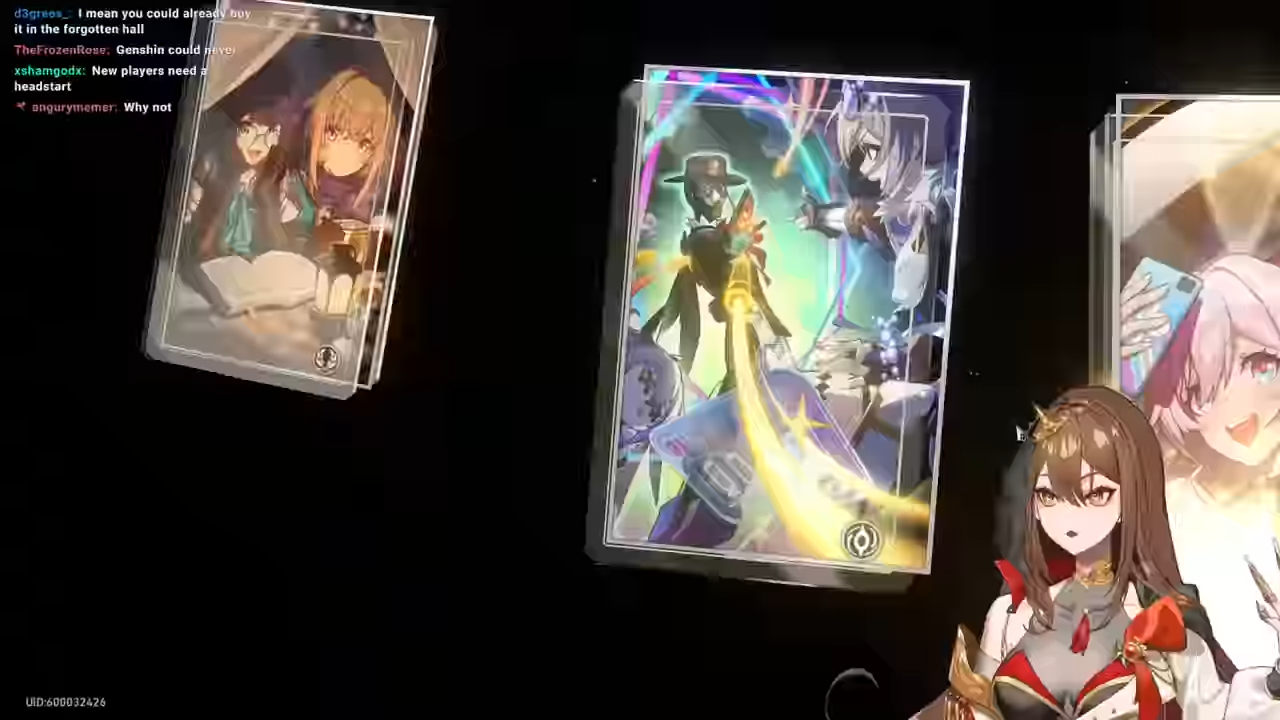 d3greos_: I mean you could already buy
it in the forgotten hall
TheFrozenRose: Genshin could never
xshamgodx: New players need a
headstart
angurymemer: Why not
UID:600032426